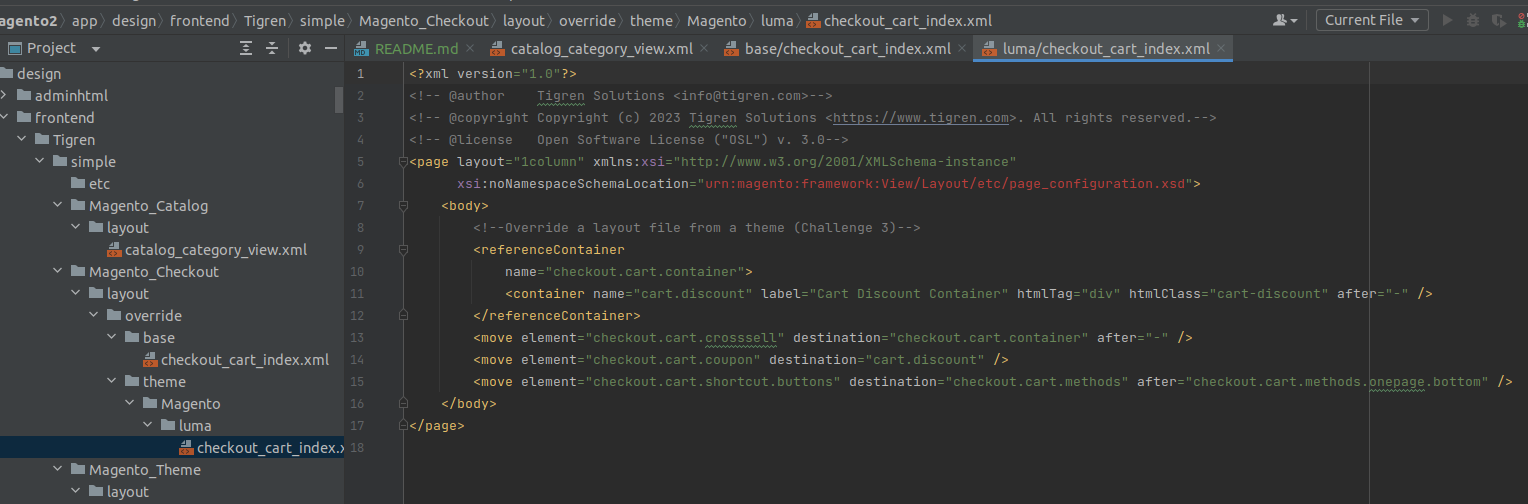 agento2 › app › design › frontend › Tigren › simple › Magento_Checkout › layout › override › theme › Magento › luma › checkout_cart_index.xml
Current File
Project
README.md
catalog_category_view.xml
base/checkout_cart_index.xml
luma/checkout_cart_index.xml
design
adminhtml
frontend
Tigren
simple
etc
Magento_Catalog
layout
catalog_category_view.xml
Magento_Checkout
layout
override
base
checkout_cart_index.xml
theme
Magento
luma
checkout_cart_index.x
Magento_Theme
layout
1 <?xml version="1.0"?>
2 <!-- @author    Tigren Solutions <info@tigren.com>-->
3 <!-- @copyright Copyright (c) 2023 Tigren Solutions <https://www.tigren.com>. All rights reserved.-->
4 <!-- @license   Open Software License ("OSL") v. 3.0-->
5 <page layout="1column" xmlns:xsi="http://www.w3.org/2001/XMLSchema-instance"
6       xsi:noNamespaceSchemaLocation="urn:magento:framework:View/Layout/etc/page_configuration.xsd">
7     <body>
8         <!--Override a layout file from a theme (Challenge 3)-->
9         <referenceContainer
10             name="checkout.cart.container">
11             <container name="cart.discount" label="Cart Discount Container" htmlTag="div" htmlClass="cart-discount" after="-" />
12         </referenceContainer>
13         <move element="checkout.cart.crosssell" destination="checkout.cart.container" after="-" />
14         <move element="checkout.cart.coupon" destination="cart.discount" />
15         <move element="checkout.cart.shortcut.buttons" destination="checkout.cart.methods" after="checkout.cart.methods.onepage.bottom" />
16     </body>
17 </page>
18